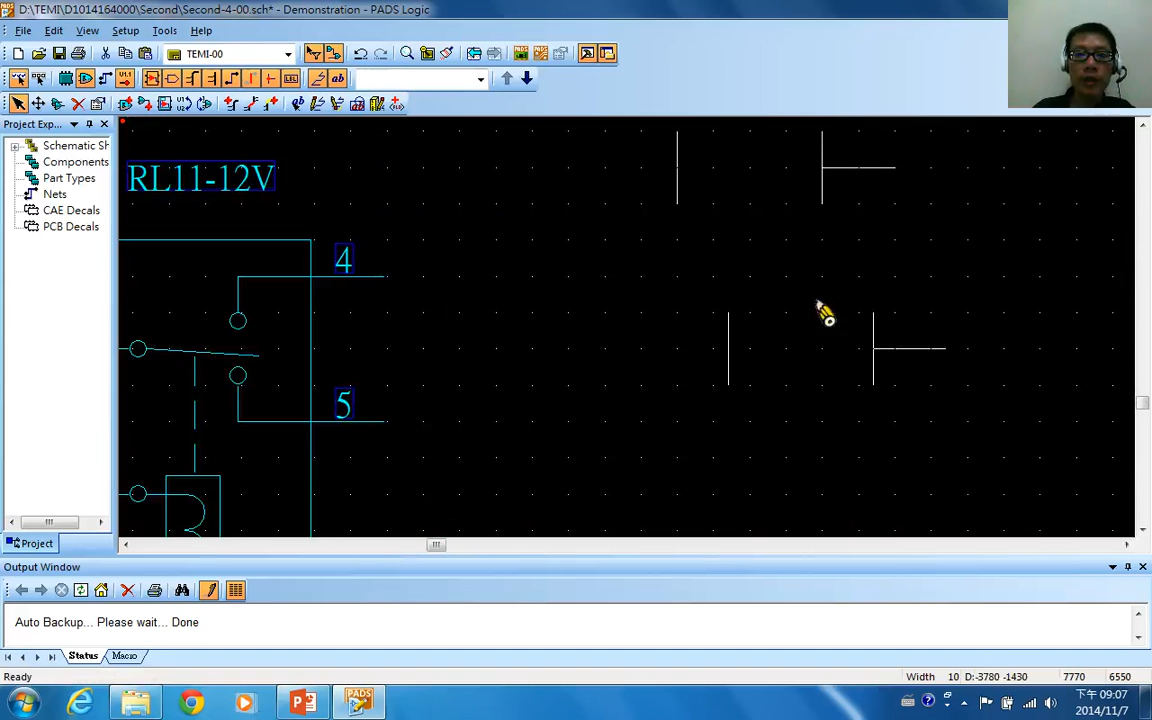 D:\TEMI\D1014164000\Second\Second-4-00.sch* - Demonstration - PADS Logic
File Edit View Setup Tools Help
TEMI-00
U1.1
ab
Project Exp...
Schematic Sh
Components
Part Types
Nets
CAE Decals
PCB Decals
RL11-12V
4
5
Project
Output Window
Auto Backup... Please wait... Done
Status Macro
Ready
Width 10 D:-3780 -1430 7770 6550
下午 09:07
2014/11/7